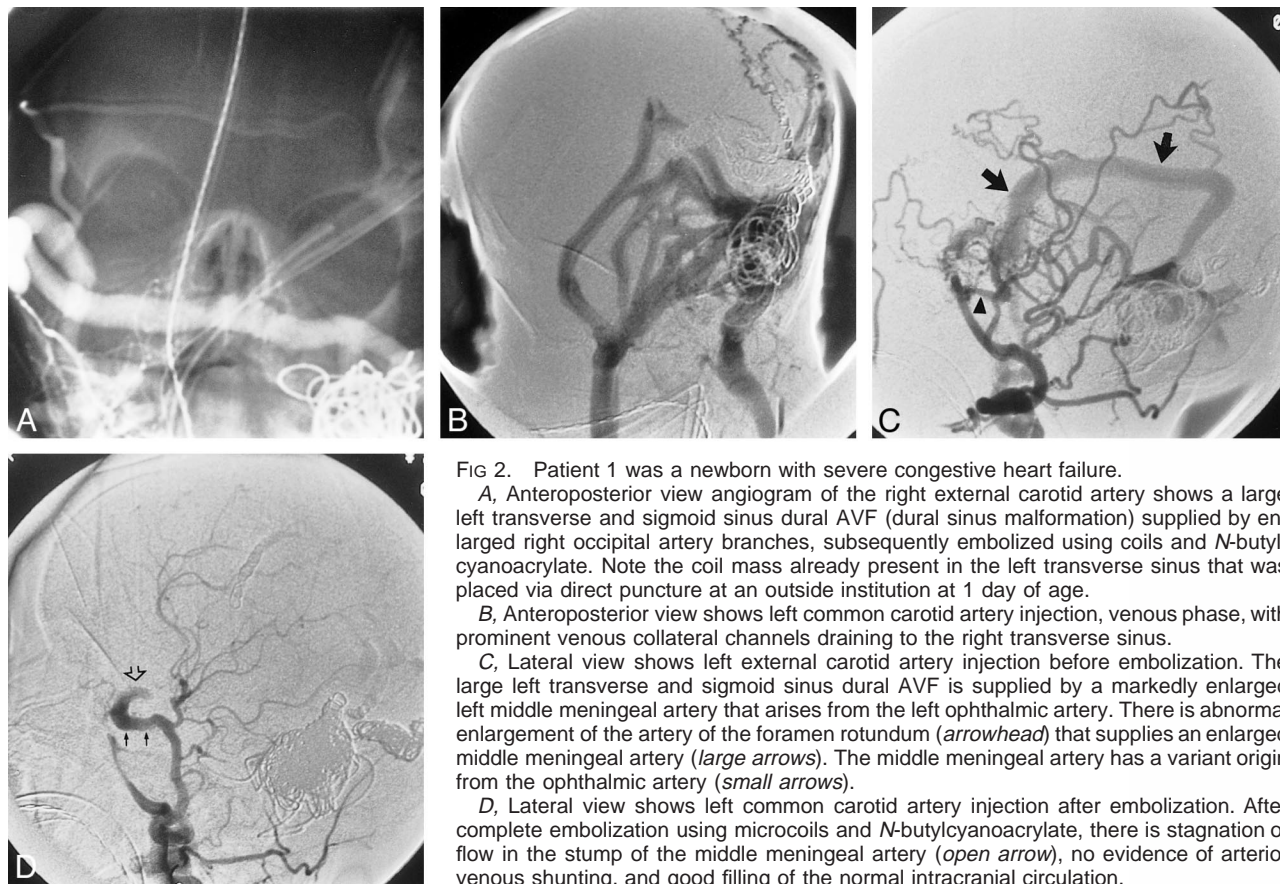 A
B
C
D
FIG 2. Patient 1 was a newborn with severe congestive heart failure.
A, Anteroposterior view angiogram of the right external carotid artery shows a large
left transverse and sigmoid sinus dural AVF (dural sinus malformation) supplied by en
larged right occipital artery branches, subsequently embolized using coils and N-butyl
cyanoacrylate. Note the coil mass already present in the left transverse sinus that was
placed via direct puncture at an outside institution at 1 day of age.
B, Anteroposterior view shows left common carotid artery injection, venous phase, with
prominent venous collateral channels draining to the right transverse sinus.
C, Lateral view shows left external carotid artery injection before embolization. The
large left transverse and sigmoid sinus dural AVF is supplied by a markedly enlarged
left middle meningeal artery that arises from the left ophthalmic artery. There is abnorma
enlargement of the artery of the foramen rotundum (arrowhead) that supplies an enlarged
middle meningeal artery (large arrows). The middle meningeal artery has a variant origin
from the ophthalmic artery (small arrows).
D, Lateral view shows left common carotid artery injection after embolization. Afte
complete embolization using microcoils and N-butylcyanoacrylate, there is stagnation o
flow in the stump of the middle meningeal artery (open arrow), no evidence of arterio
venous shunting, and good filling of the normal intracranial circulation.